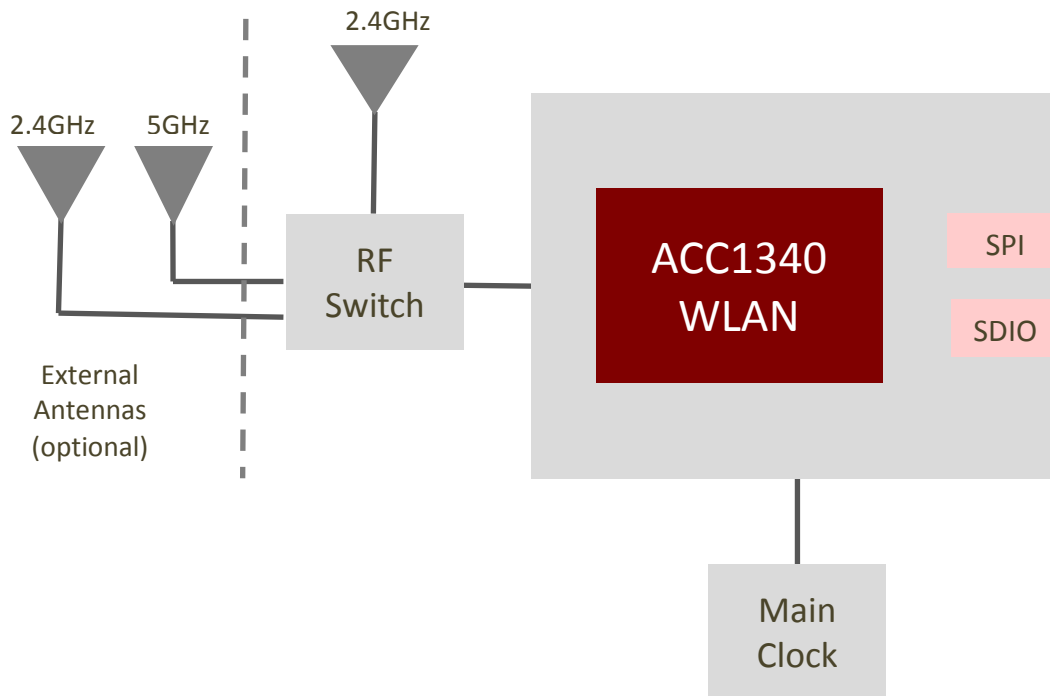 2.4GHz
2.4GHz
5GHz
RF
Switch
ACC1340
WLAN
SPI
SDIO
External
Antennas
(optional)
Main
Clock